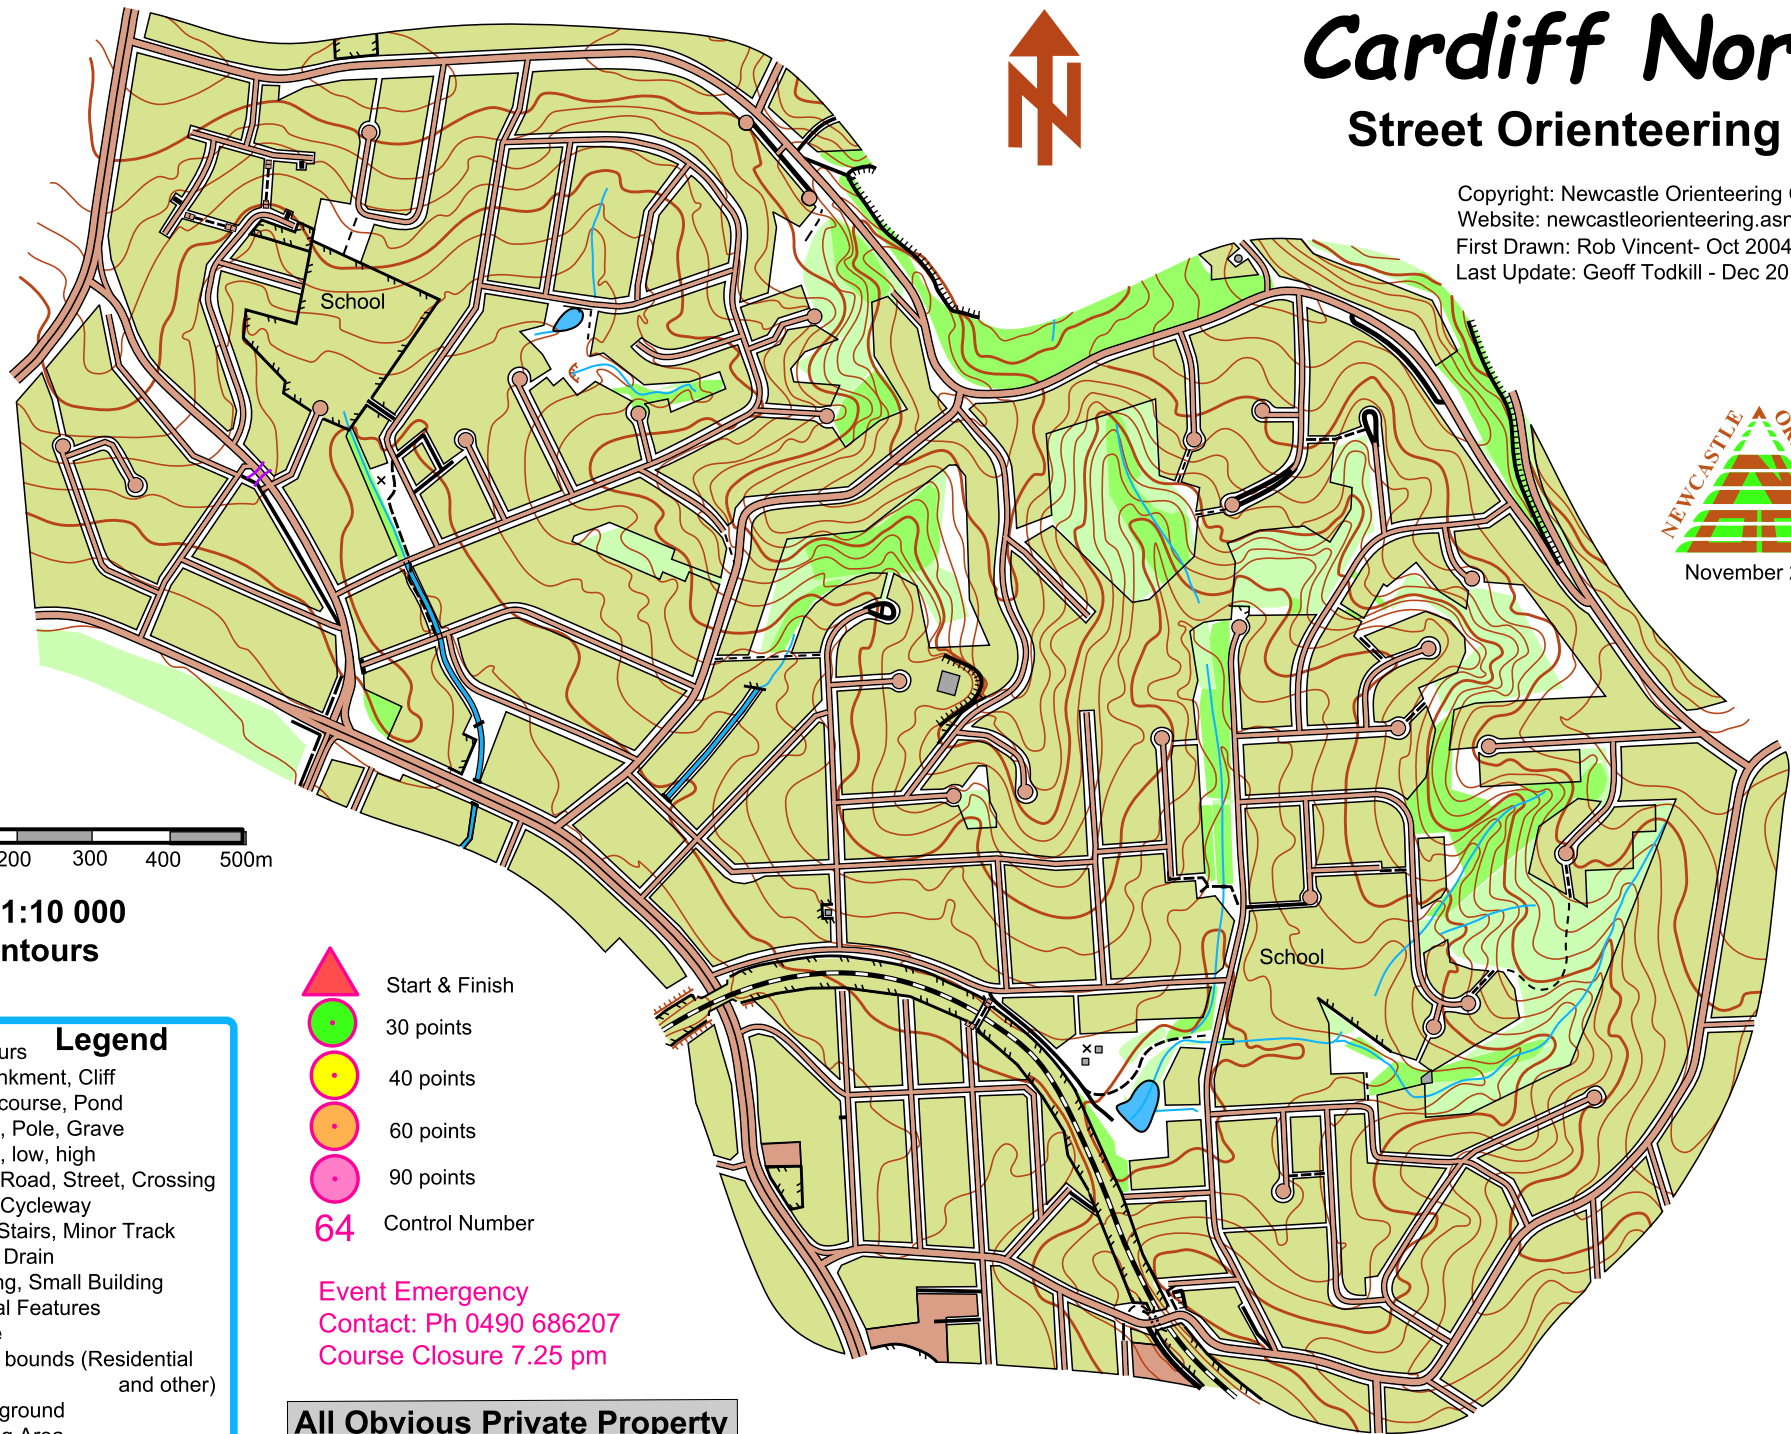 Cardiff Nor
Street Orienteering
Copyright: Newcastle Orienteering
Website: newcastleorienteering.asn
First Drawn: Rob Vincent- Oct 2004
Last Update: Geoff Todkill - Dec 20
School
NEWCASTLE OR
November
200 300 400 500m
1:10 000
ntours
School
Legend
urs
nkment, Cliff
course, Pond
, Pole, Grave
, low, high
Road, Street, Crossing
Cycleway
Stairs, Minor Track
Drain
ng, Small Building
al Features
e
bounds (Residential
and other)
ground
g Area
Start & Finish
30 points
40 points
60 points
90 points
64 Control Number
Event Emergency
Contact: Ph 0490 686207
Course Closure 7.25 pm
All Obvious Private Property